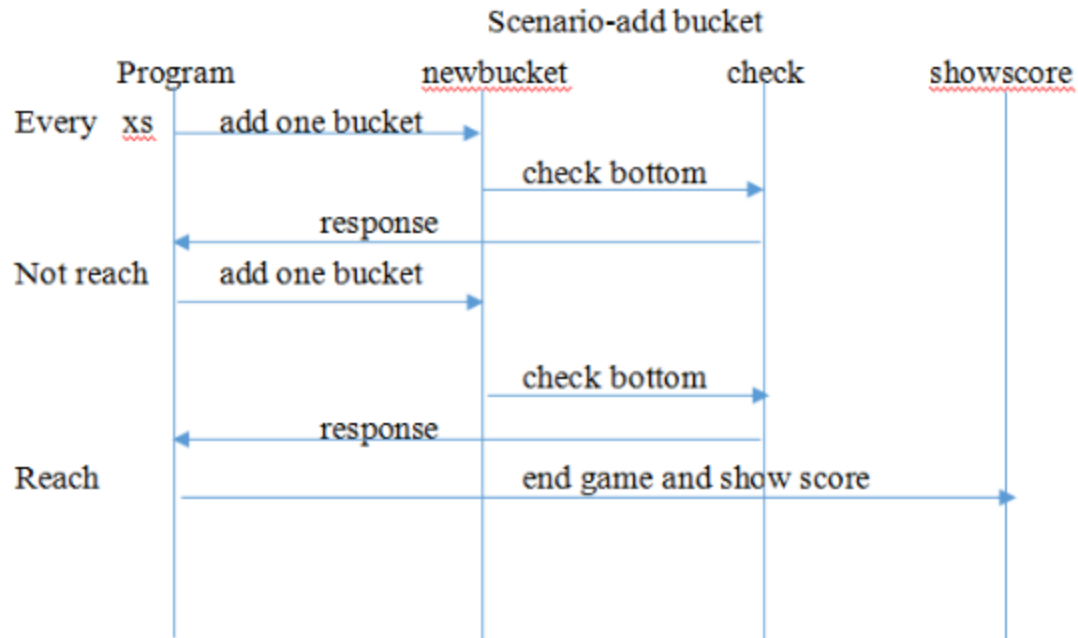 Scenario-add bucket
Program newbucket check showscore
Every xs add one bucket
check bottom
response
Not reach add one bucket
check bottom
response
Reach end game and show score